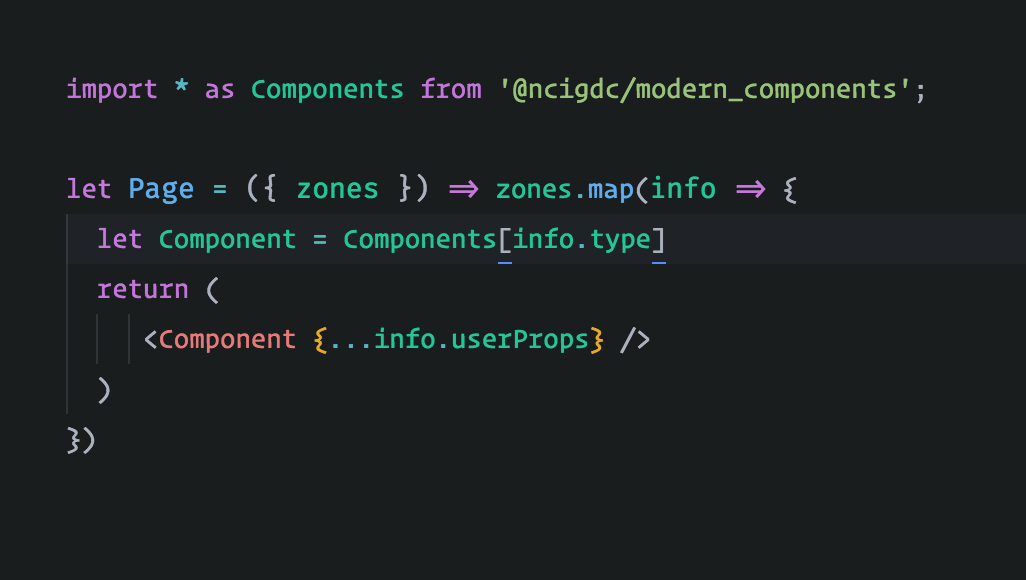 import * as Components from '@ncigdc/modern_components';
let Page = ({ zones }) => zones.map(info => {
let Component = Components[info.type]
return (
<Component {...info.userProps} />
)
})